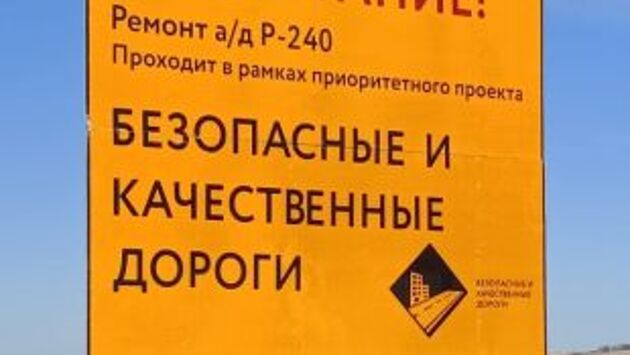 Ремонт а/д Р-240
Проходит в рамках приоритетного проекта
БЕЗОПАСНЫЕ И
КАЧЕСТВЕННЫЕ
ДОРОГИ
БЕЗОПАСНЫЕ И
КАЧЕСТВЕННЫЕ
ДОРОГИ